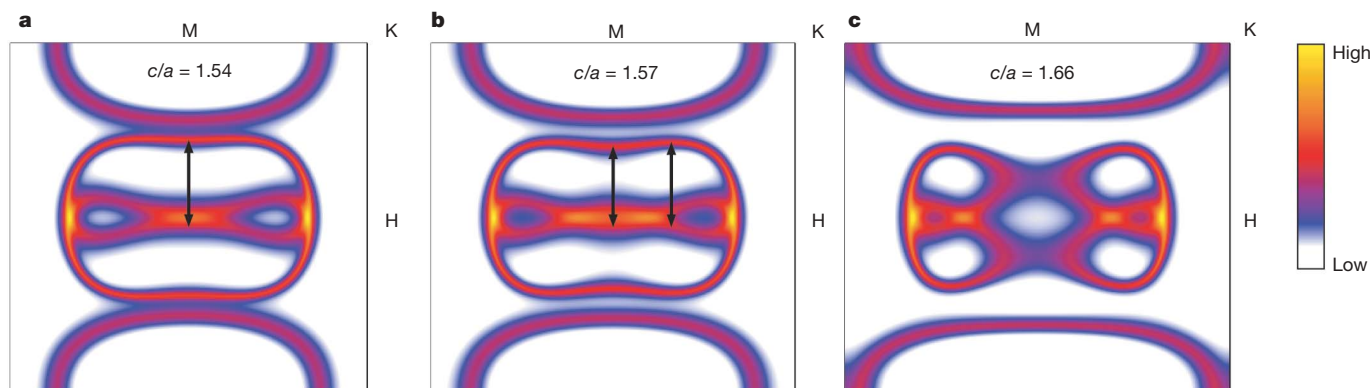 a
M
K
c/a = 1.54
H
b
M
K
c/a = 1.57
H
c
M
K
c/a = 1.66
H
High
Low